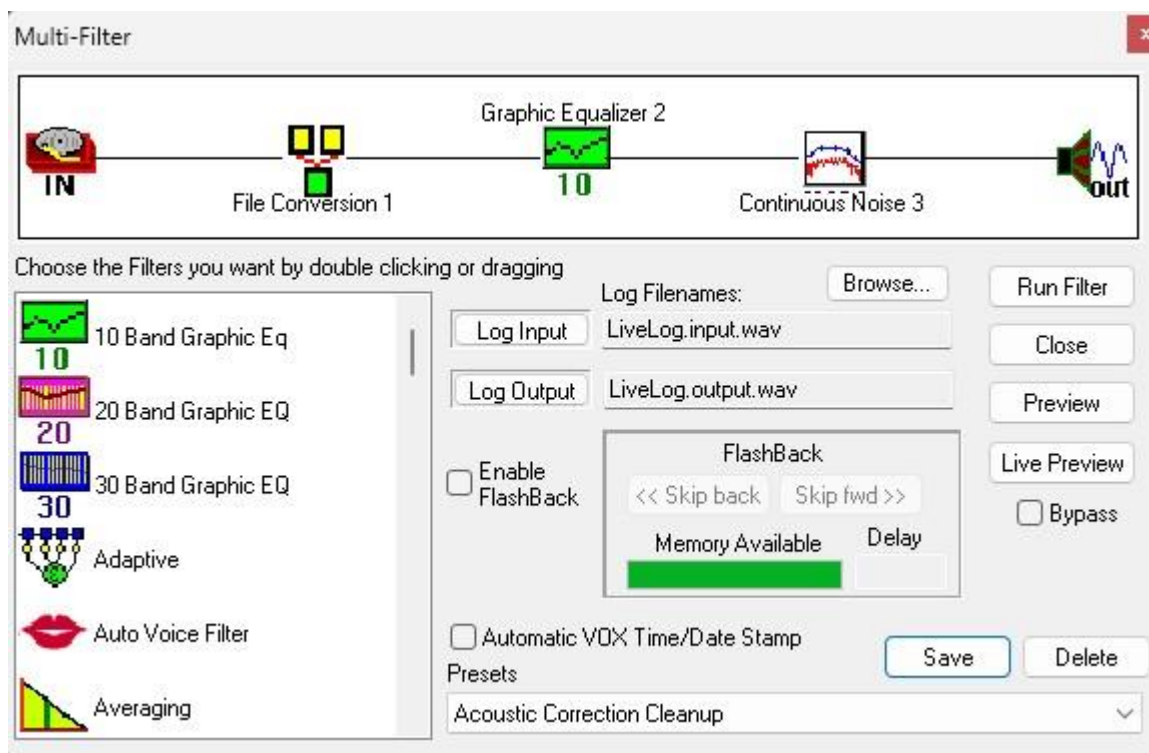 Multi-Filter
x
Graphic Equalizer 2
IN
10
out
File Conversion 1
Continuous Noise 3
Choose the Filters you want by double clicking or dragging
10 Band Graphic Eq
10
20 Band Graphic EQ
20
30 Band Graphic EQ
30
Adaptive
Auto Voice Filter
Averaging
Log Filenames:
Browse...
Log Input
LiveLog.input.wav
Log Output
LiveLog.output.wav
Enable
FlashBack
FlashBack
<< Skip back
Skip fwd >>
Memory Available
Delay
Run Filter
Close
Preview
Live Preview
Bypass
Automatic VOX Time/Date Stamp
Save
Delete
Presets
Acoustic Correction Cleanup